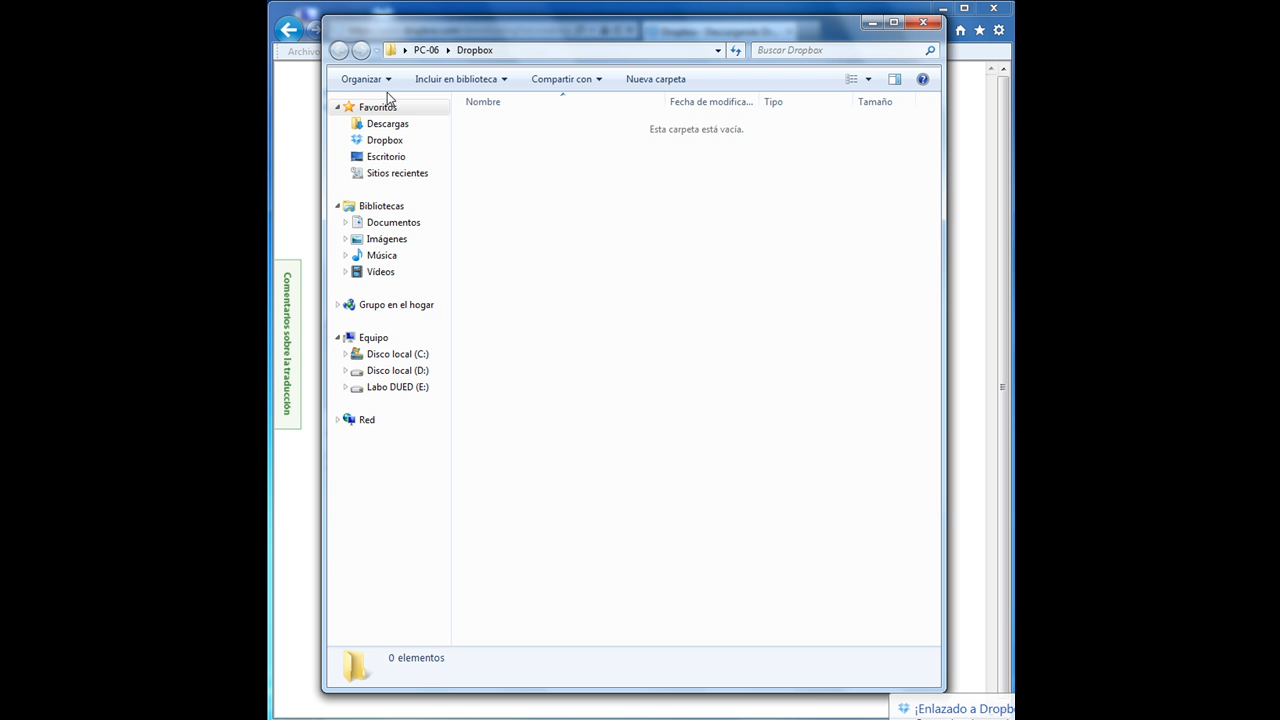 Archivo
PC-06 Dropbox
Buscar Dropbox
Organizar Incluir en biblioteca Compartir con Nueva carpeta
Nombre Fecha de modifica... Tipo Tamaño
Esta carpeta está vacía.
Favoritos
Descargas
Dropbox
Escritorio
Sitios recientes
Bibliotecas
Documentos
Imágenes
Música
Vídeos
Grupo en el hogar
Equipo
Disco local (C:)
Disco local (D:)
Labo DUED (E:)
Red
Comentarios sobre la traducción
0 elementos
¡Enlazado a Dropb